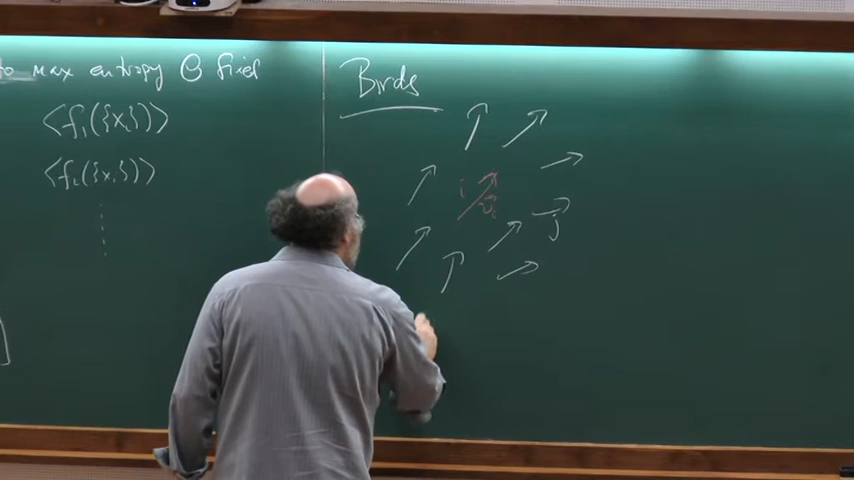 to max entropy @ fixed
<f₁({xᵢ})>
<f₂({xᵢ})>
Birds
i
v⃗ᵢ
j